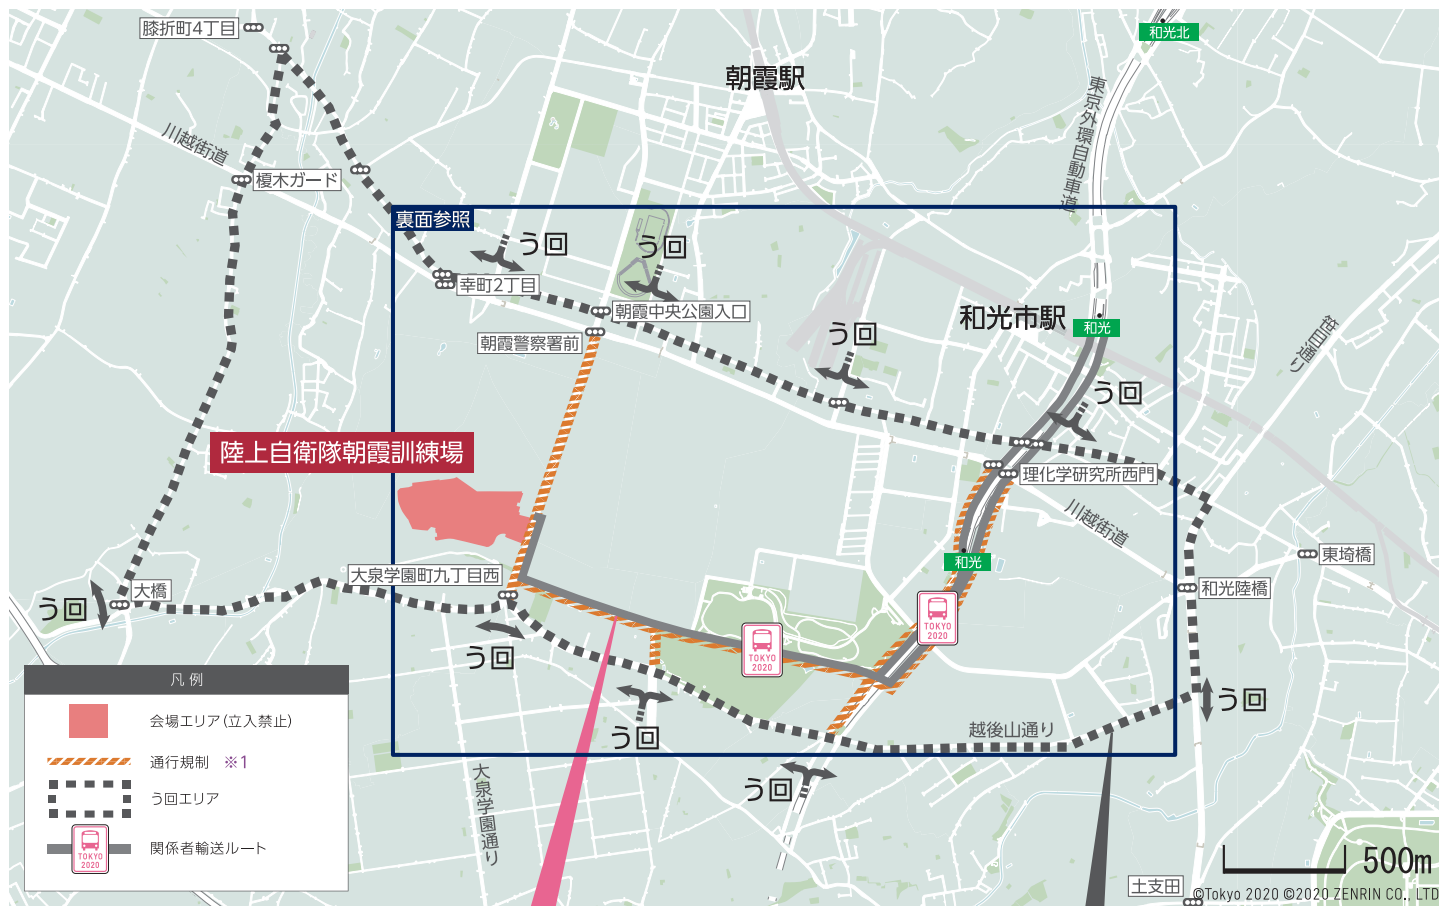 膝折町4丁目
朝霞駅
和光北
川越街道
東京外環自動車道
榎木ガード
裏面参照
う回
う回
幸町2丁目
朝霞中央公園入口
和光市駅
和光
笹目通り
朝霞警察署前
う回
う回
陸上自衛隊朝霞訓練場
理化学研究所西門
川越街道
東埼橋
和光
大泉学園町九丁目西
大橋
う回
和光陸橋
TOKYO
2020
TOKYO
2020
う回
う回
う回
越後山通り
う回
大泉学園通り
凡例
会場エリア(立入禁止)
通行規制 ※1
う回エリア
TOKYO
2020
関係者輸送ルート
500m
土支田
©Tokyo 2020 ©2020 ZENRIN CO., LTD